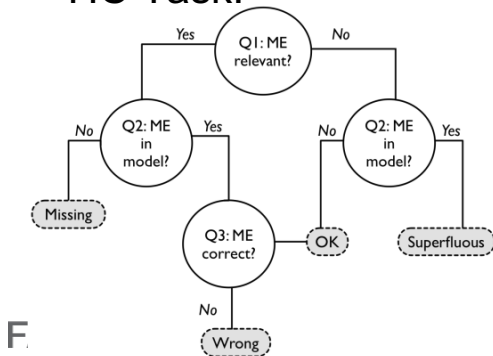 Yes
Q1: ME
relevant?
No
No
Q2: ME
in
model?
Yes
No
Q2: ME
in
model?
Yes
Missing
Q3: ME
correct?
OK
Superfluous
No
Wrong